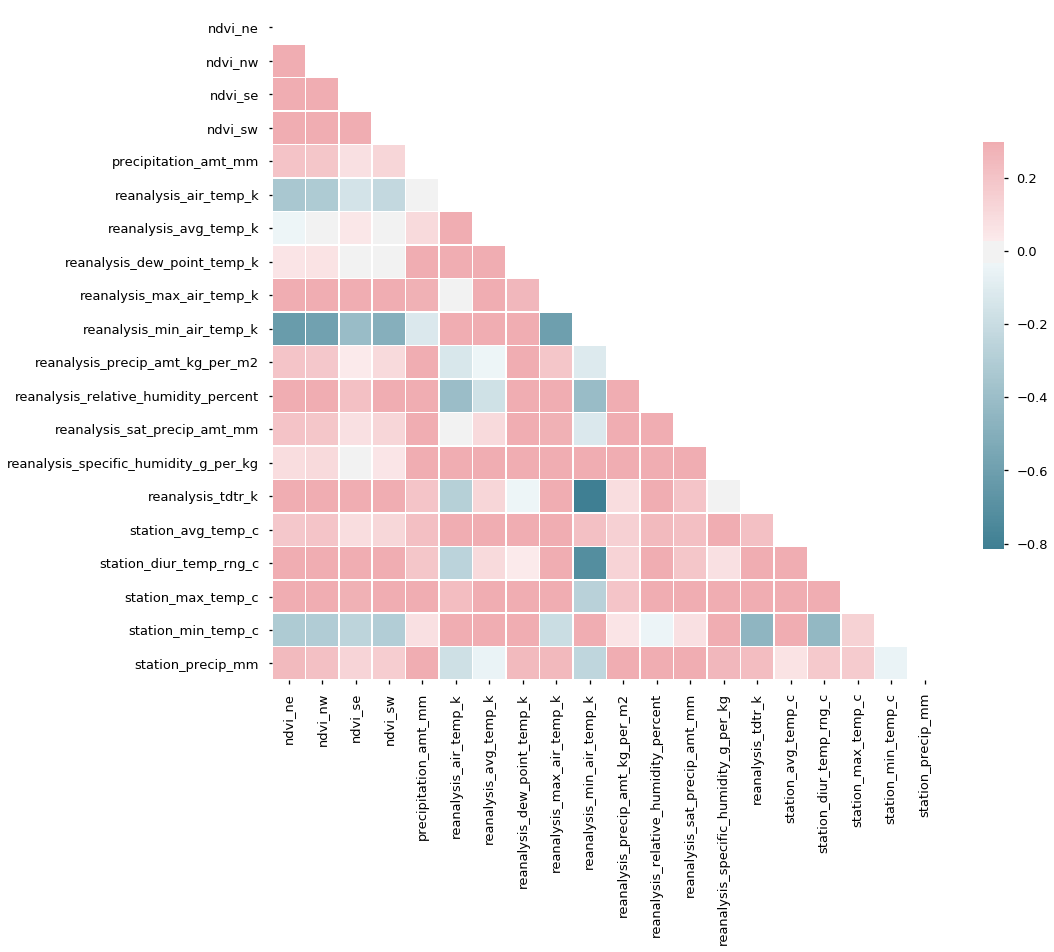 ndvi_ne
ndvi_nw
ndvi_se
ndvi_sw
precipitation_amt_mm
reanalysis_air_temp_k
reanalysis_avg_temp_k
reanalysis_dew_point_temp_k
reanalysis_max_air_temp_k
reanalysis_min_air_temp_k
reanalysis_precip_amt_kg_per_m2
reanalysis_relative_humidity_percent
reanalysis_sat_precip_amt_mm
reanalysis_specific_humidity_g_per_kg
reanalysis_tdtr_k
station_avg_temp_c
station_diur_temp_rng_c
station_max_temp_c
station_min_temp_c
station_precip_mm
ndvi_ne
ndvi_nw
ndvi_se
ndvi_sw
precipitation_amt_mm
reanalysis_air_temp_k
reanalysis_avg_temp_k
reanalysis_dew_point_temp_k
reanalysis_max_air_temp_k
reanalysis_min_air_temp_k
reanalysis_precip_amt_kg_per_m2
reanalysis_relative_humidity_percent
reanalysis_sat_precip_amt_mm
reanalysis_specific_humidity_g_per_kg
reanalysis_tdtr_k
station_avg_temp_c
station_diur_temp_rng_c
station_max_temp_c
station_min_temp_c
station_precip_mm
0.2
0.0
−0.2
−0.4
−0.6
−0.8